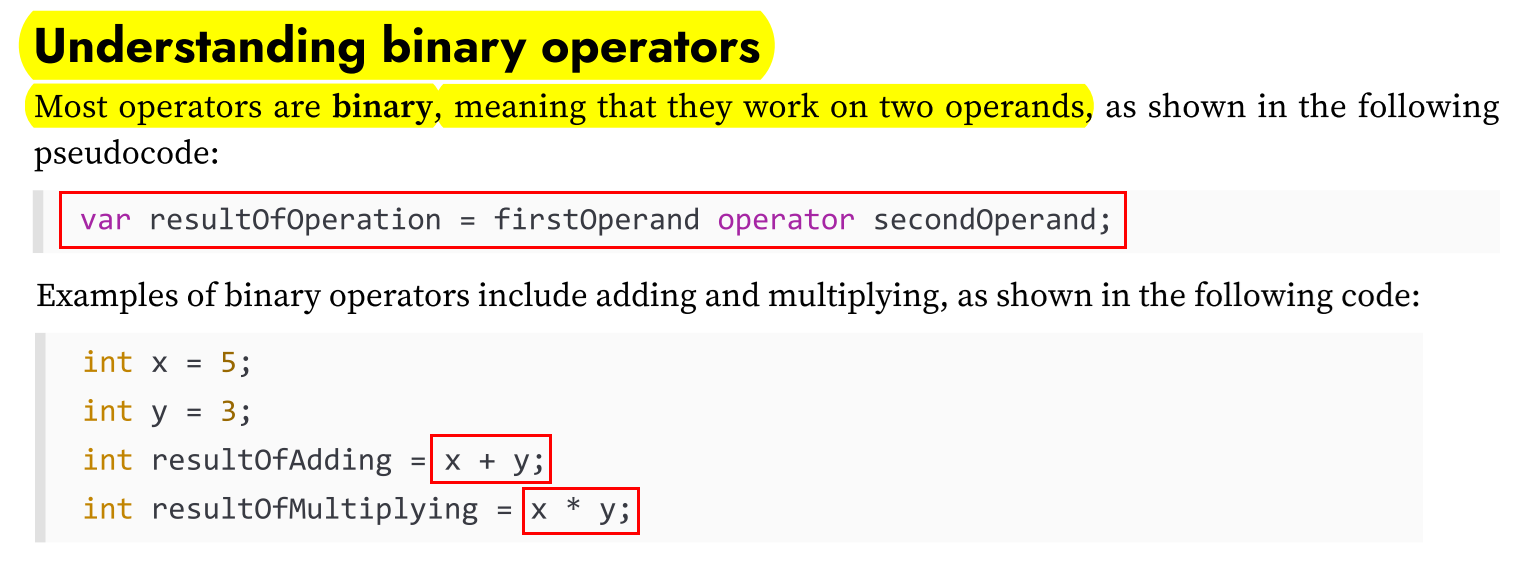 Understanding binary operators
Most operators are binary, meaning that they work on two operands, as shown in the following
pseudocode:
var resultOfOperation = firstOperand operator secondOperand;
Examples of binary operators include adding and multiplying, as shown in the following code:
int x = 5;
int y = 3;
int resultOfAdding = x + y;
int resultOfMultiplying = x * y;